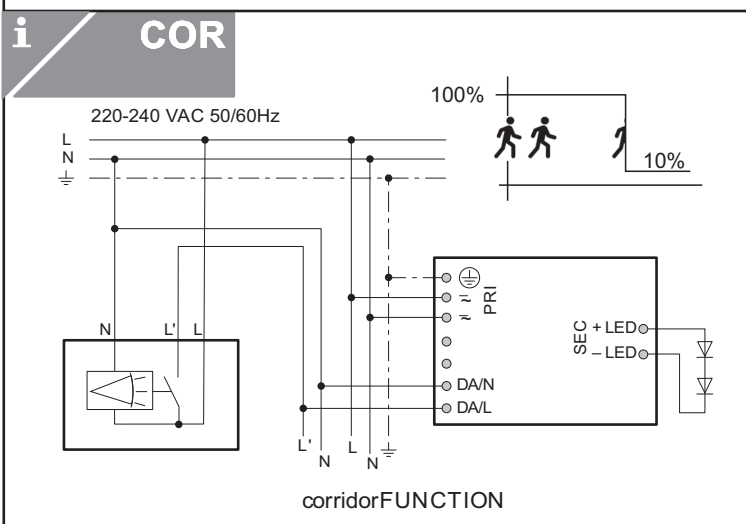 i COR
100%
220-240 VAC 50/60Hz
L
N
10%
N L' L
PRI
SEC
+ LED
– LED
DA/N
DA/L
L' N L N
corridorFUNCTION